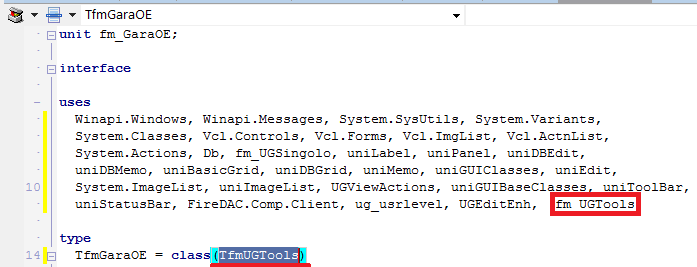 TfmGaraOE
unit fm_GaraOE;
interface
uses
Winapi.Windows, Winapi.Messages, System.SysUtils, System.Variants,
System.Classes, Vcl.Controls, Vcl.Forms, Vcl.ImgList, Vcl.ActnList,
System.Actions, Db, fm_UGSingolo, uniLabel, uniPanel, uniDBEdit,
uniDBMemo, uniBasicGrid, uniDBGrid, uniMemo, uniGUIClasses, uniEdit,
10 System.ImageList, uniImageList, UGViewActions, uniGUIBaseClasses, uniToolBar,
uniStatusBar, FireDAC.Comp.Client, ug_usrlevel, UGEditEnh, fm_UGTools
type
14 TfmGaraOE = class(TfmUGTools)